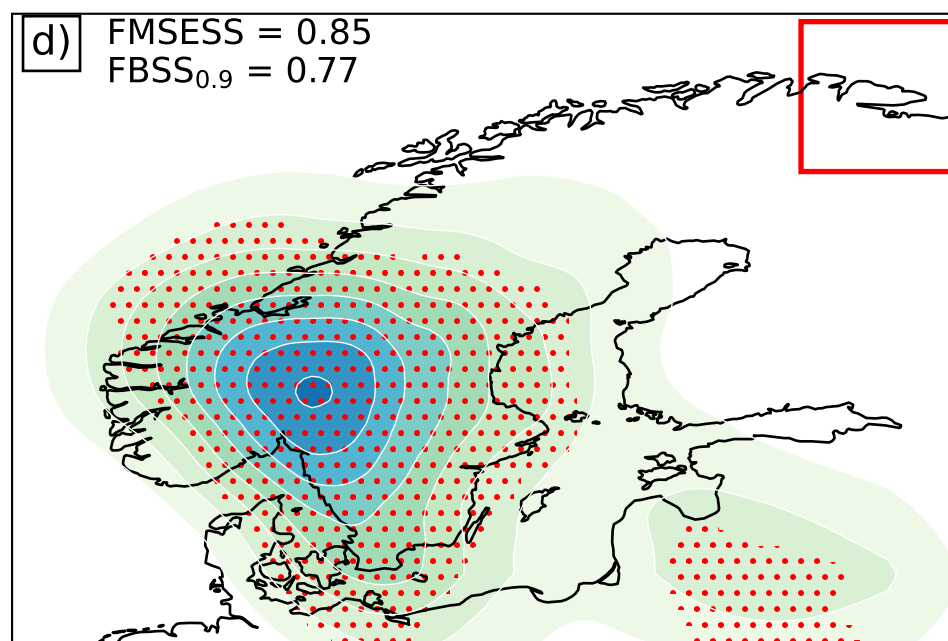 d)
FMSESS = 0.85
FBSS₀.₉ = 0.77